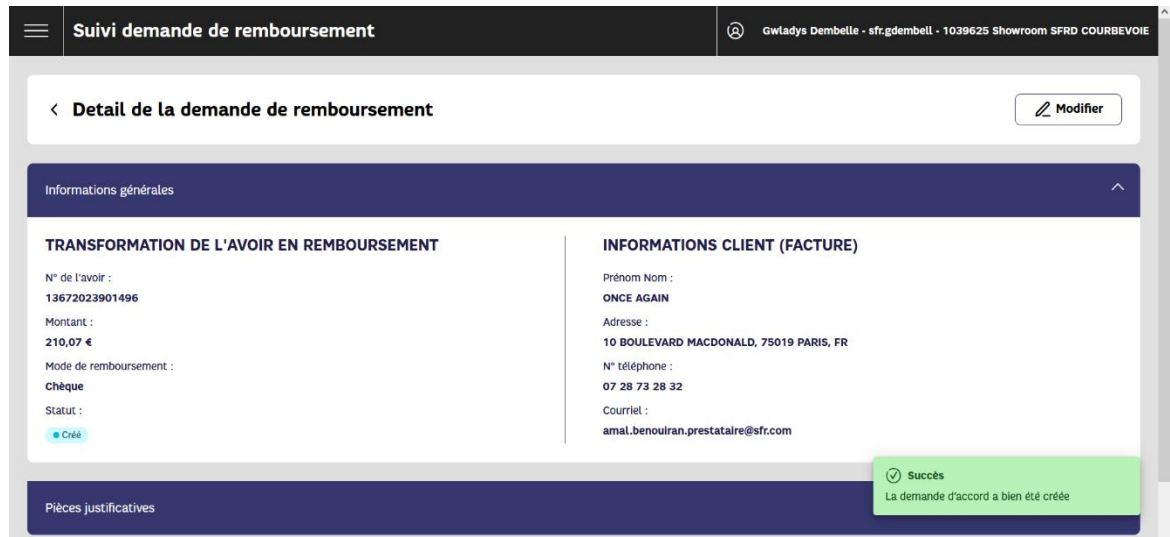 Suivi demande de remboursement
Gwladys Dembelle - sfr.gdembell - 1039625 Showroom SFRD COURBEVOIE
Detail de la demande de remboursement
Modifier
Informations générales
TRANSFORMATION DE L'AVOIR EN REMBOURSEMENT
N° de l'avoir :
13672023901496
Montant :
210,07 €
Mode de remboursement :
Chèque
Statut :
Créé
INFORMATIONS CLIENT (FACTURE)
Prénom Nom :
ONCE AGAIN
Adresse :
10 BOULEVARD MACDONALD, 75019 PARIS, FR
N° téléphone :
07 28 73 28 32
Courriel :
amal.benouiran.prestataire@sfr.com
Succès
La demande d'accord a bien été créée
Pièces justificatives